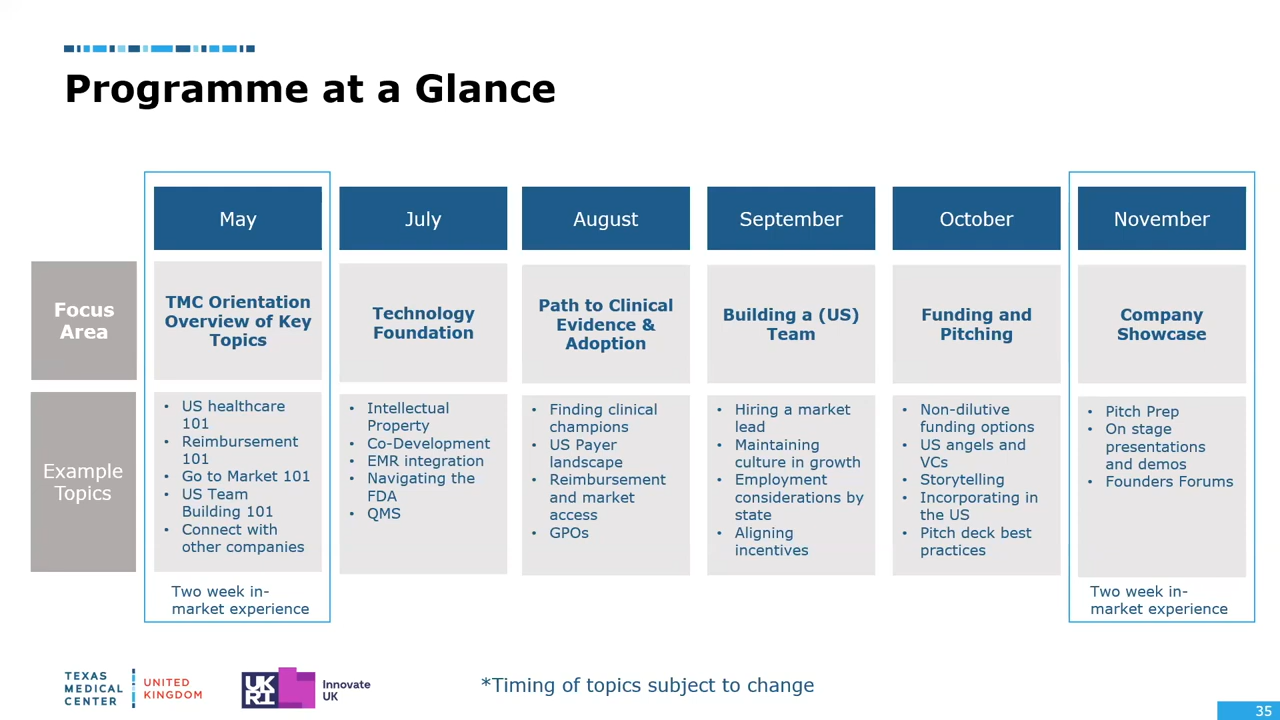 Programme at a Glance
May
July
August
September
October
November
Focus
Area
TMC Orientation
Overview of Key
Topics
Technology
Foundation
Path to Clinical
Evidence &
Adoption
Building a (US)
Team
Funding and
Pitching
Company
Showcase
Example
Topics
• US healthcare
101
• Reimbursement
101
• Go to Market 101
• US Team
Building 101
• Connect with
other companies
• Intellectual
Property
• Co-Development
• EMR integration
• Navigating the
FDA
• QMS
• Finding clinical
champions
• US Payer
landscape
• Reimbursement
and market
access
• GPOs
• Hiring a market
lead
• Maintaining
culture in growth
• Employment
considerations by
state
• Aligning
incentives
• Non-dilutive
funding options
• US angels and
VCs
• Storytelling
• Incorporating in
the US
• Pitch deck best
practices
• Pitch Prep
• On stage
presentations
and demos
• Founders Forums
Two week in-
market experience
Two week in-
market experience
TEXAS
MEDICAL
CENTER
UNITED
KINGDOM
UK
RI
Innovate
UK
*Timing of topics subject to change
35